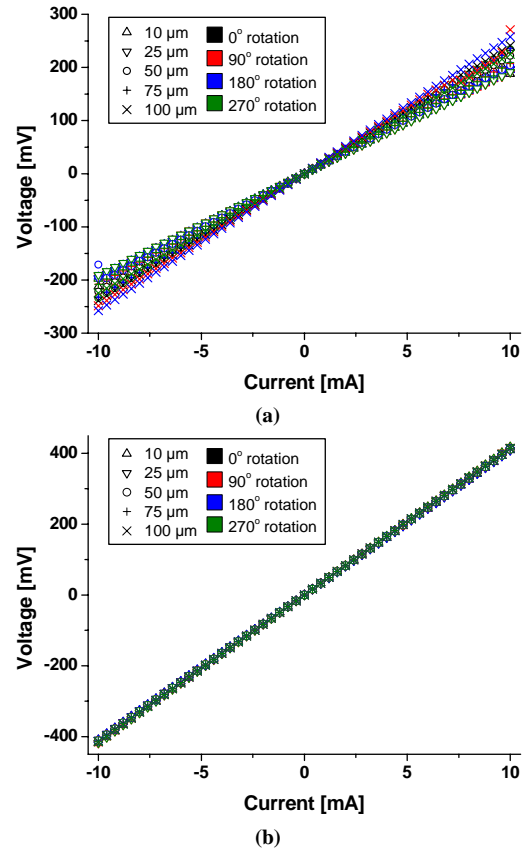 300
200
100
0
-100
-200
-300
Voltage [mV]
10 µm
25 µm
50 µm
75 µm
100 µm
0° rotation
90° rotation
180° rotation
270° rotation
-10
-5
0
5
10
Current [mA]
(a)
400
200
0
-200
-400
Voltage [mV]
10 µm
25 µm
50 µm
75 µm
100 µm
0° rotation
90° rotation
180° rotation
270° rotation
-10
-5
0
5
10
Current [mA]
(b)